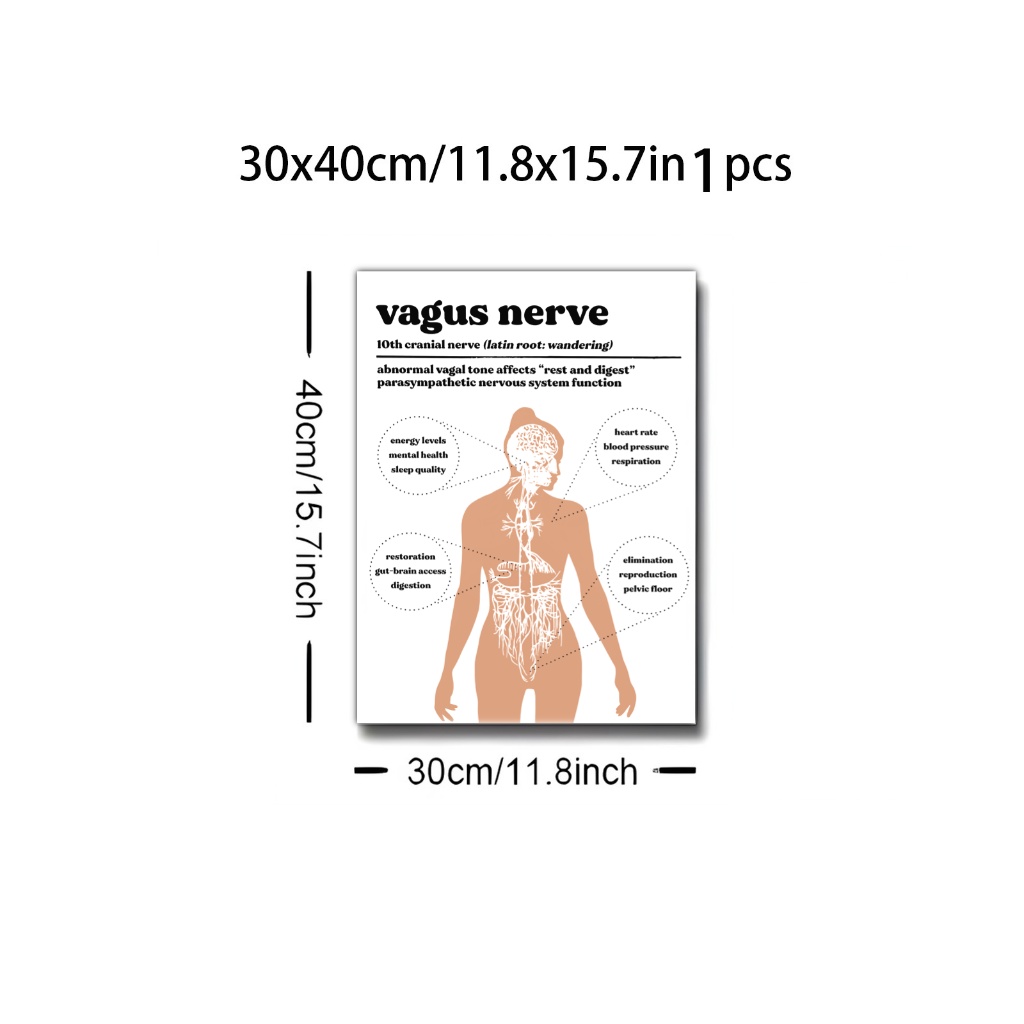 30x40cm/11.8x15.7in 1 pcs
vagus nerve
10th cranial nerve (latin root: wandering)
abnormal vagal tone affects “rest and digest”
parasympathetic nervous system function
energy levels
mental health
sleep quality
heart rate
blood pressure
respiration
restoration
gut-brain access
digestion
elimination
reproduction
pelvic floor
40cm/15.7inch
30cm/11.8inch